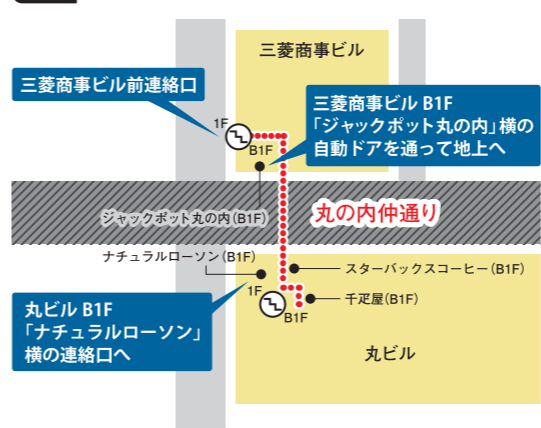 三菱商事ビル
三菱商事ビル前連絡口
三菱商事ビル B1F
「ジャックポット丸の内」横の
自動ドアを通って地上へ
1F
B1F
ジャックポット丸の内(B1F)
丸の内仲通り
ナチュラルローソン(B1F)
スターバックスコーヒー(B1F)
1F
千疋屋(B1F)
B1F
丸ビル B1F
「ナチュラルローソン」
横の連絡口へ
丸ビル